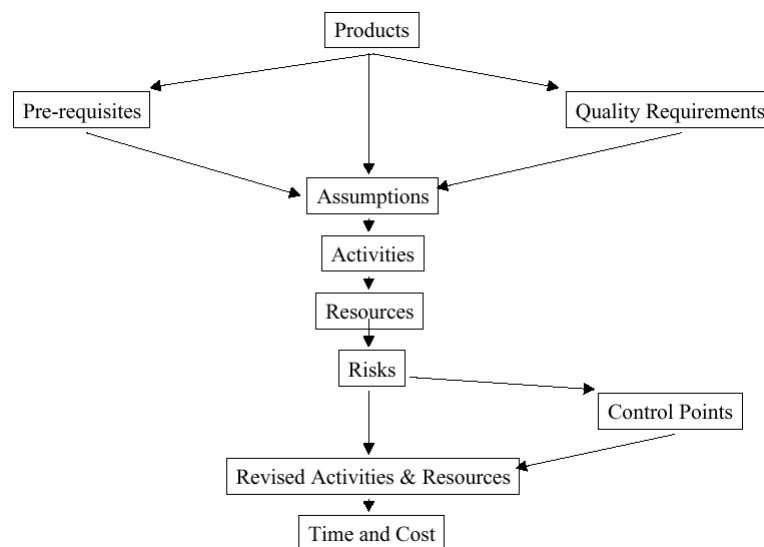 Products
Pre-requisites
Quality Requirements
Assumptions
Activities
Resources
Risks
Control Points
Revised Activities & Resources
Time and Cost